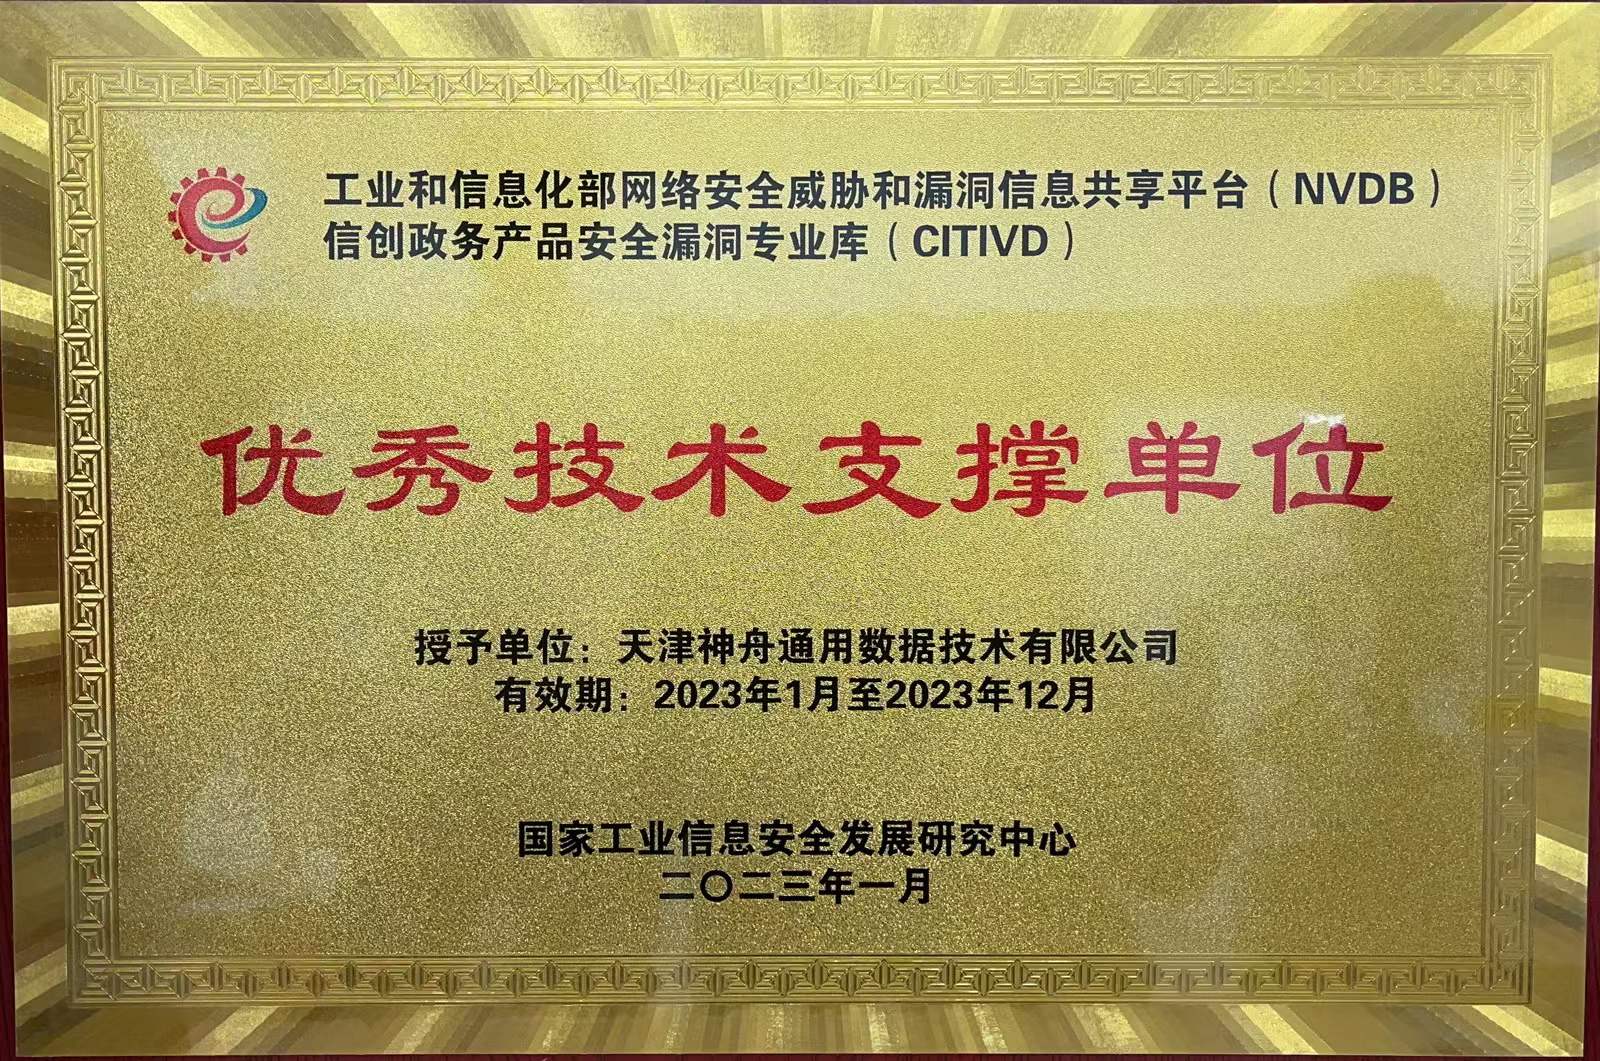 工业和信息化部网络安全威胁和漏洞信息共享平台（NVDB）
信创政务产品安全漏洞专业库（CITIVD）
优秀技术支撑单位
授予单位：天津神舟通用数据技术有限公司
有效期：2023年1月至2023年12月
国家工业信息安全发展研究中心
二〇二三年一月